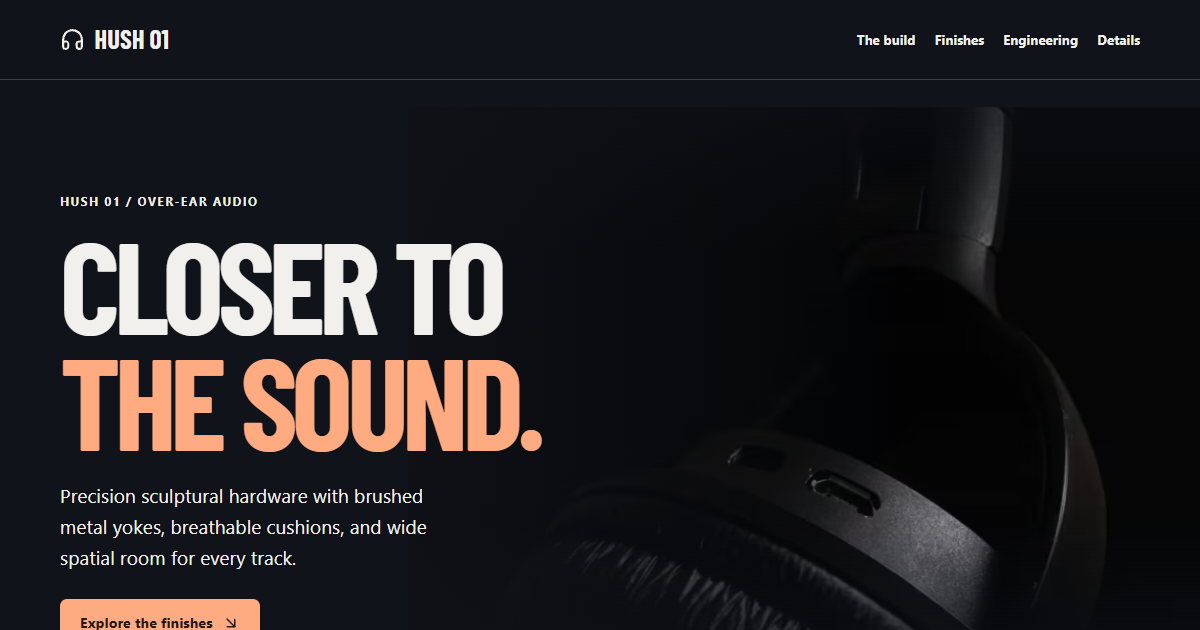 HUSH 01
The build
Finishes
Engineering
Details
HUSH 01 / OVER-EAR AUDIO
CLOSER TO
THE SOUND.
Precision sculptural hardware with brushed
metal yokes, breathable cushions, and wide
spatial room for every track.
Explore the finishes